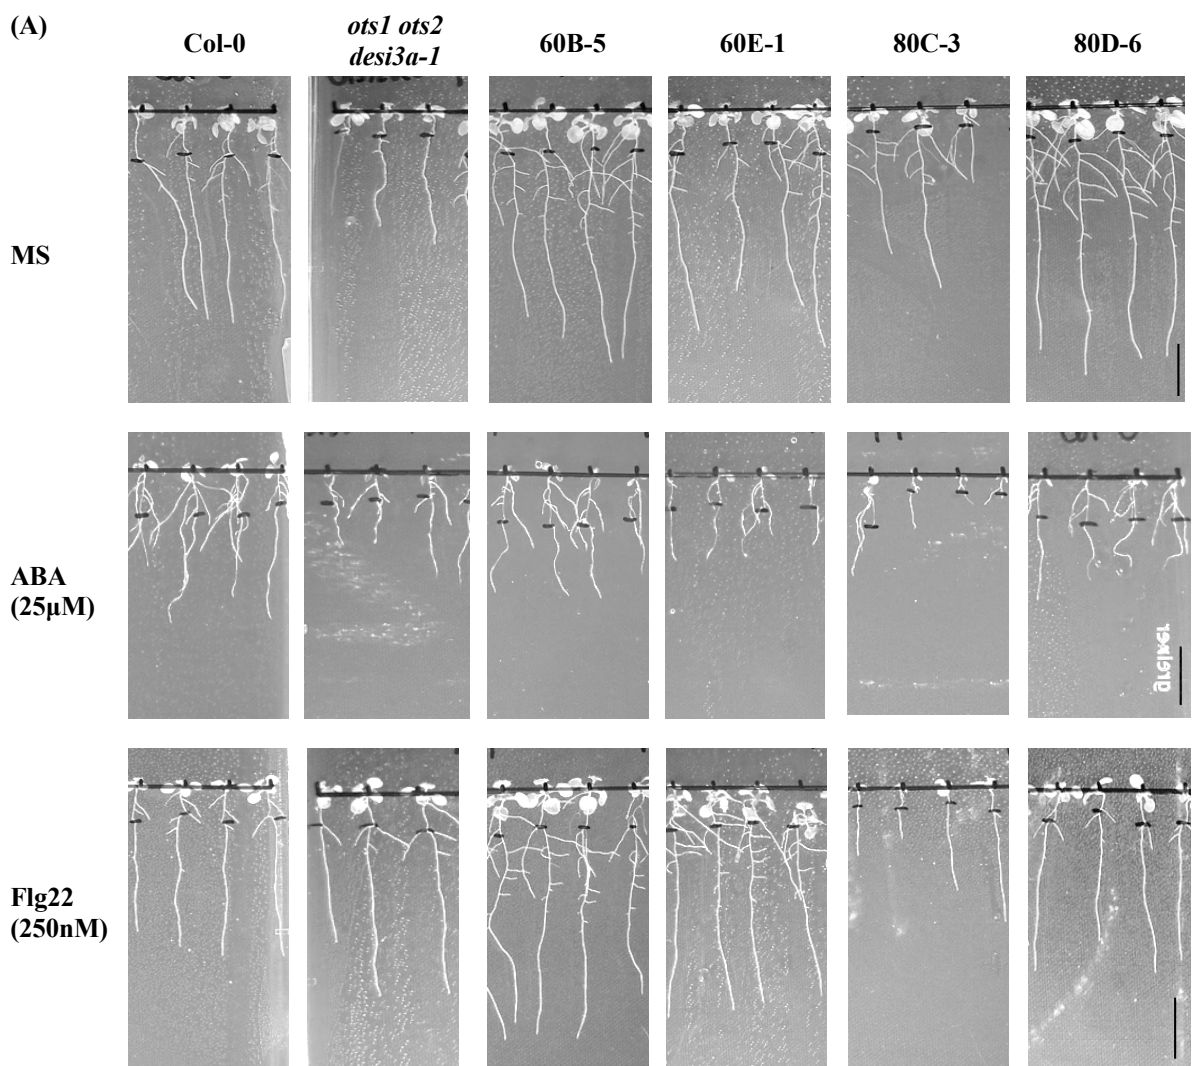 (A)
Col-0
ots1 ots2
desi3a-1
60B-5
60E-1
80C-3
80D-6
MS
ABA
(25μM)
Flg22
(250nM)